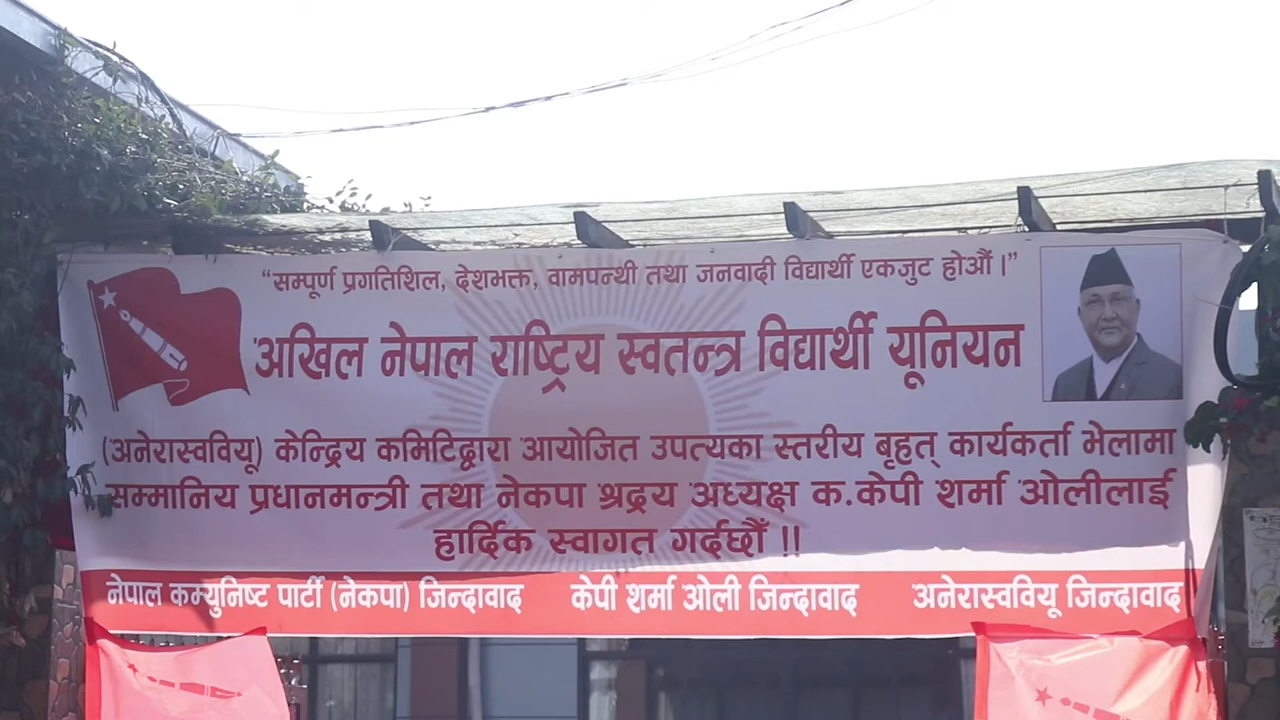 “सम्पूर्ण प्रगतिशिल, देशभक्त, वामपन्थी तथा जनवादी विद्यार्थी एकजुट होऔं ।”
अखिल नेपाल राष्ट्रिय स्वतन्त्र विद्यार्थी यूनियन
(अनेरास्ववियू) केन्द्रिय कमिटिद्वारा आयोजित उपत्यका स्तरीय बृहत् कार्यकर्ता भेलामा
सम्मानिय प्रधानमन्त्री तथा नेकपा श्रद्रय अध्यक्ष क.केपी शर्मा ओलीलाई
हार्दिक स्वागत गर्दछौँ !!
नेपाल कम्युनिष्ट पार्टी (नेकपा) जिन्दावाद केपी शर्मा ओली जिन्दावाद अनेरास्ववियू जिन्दावाद